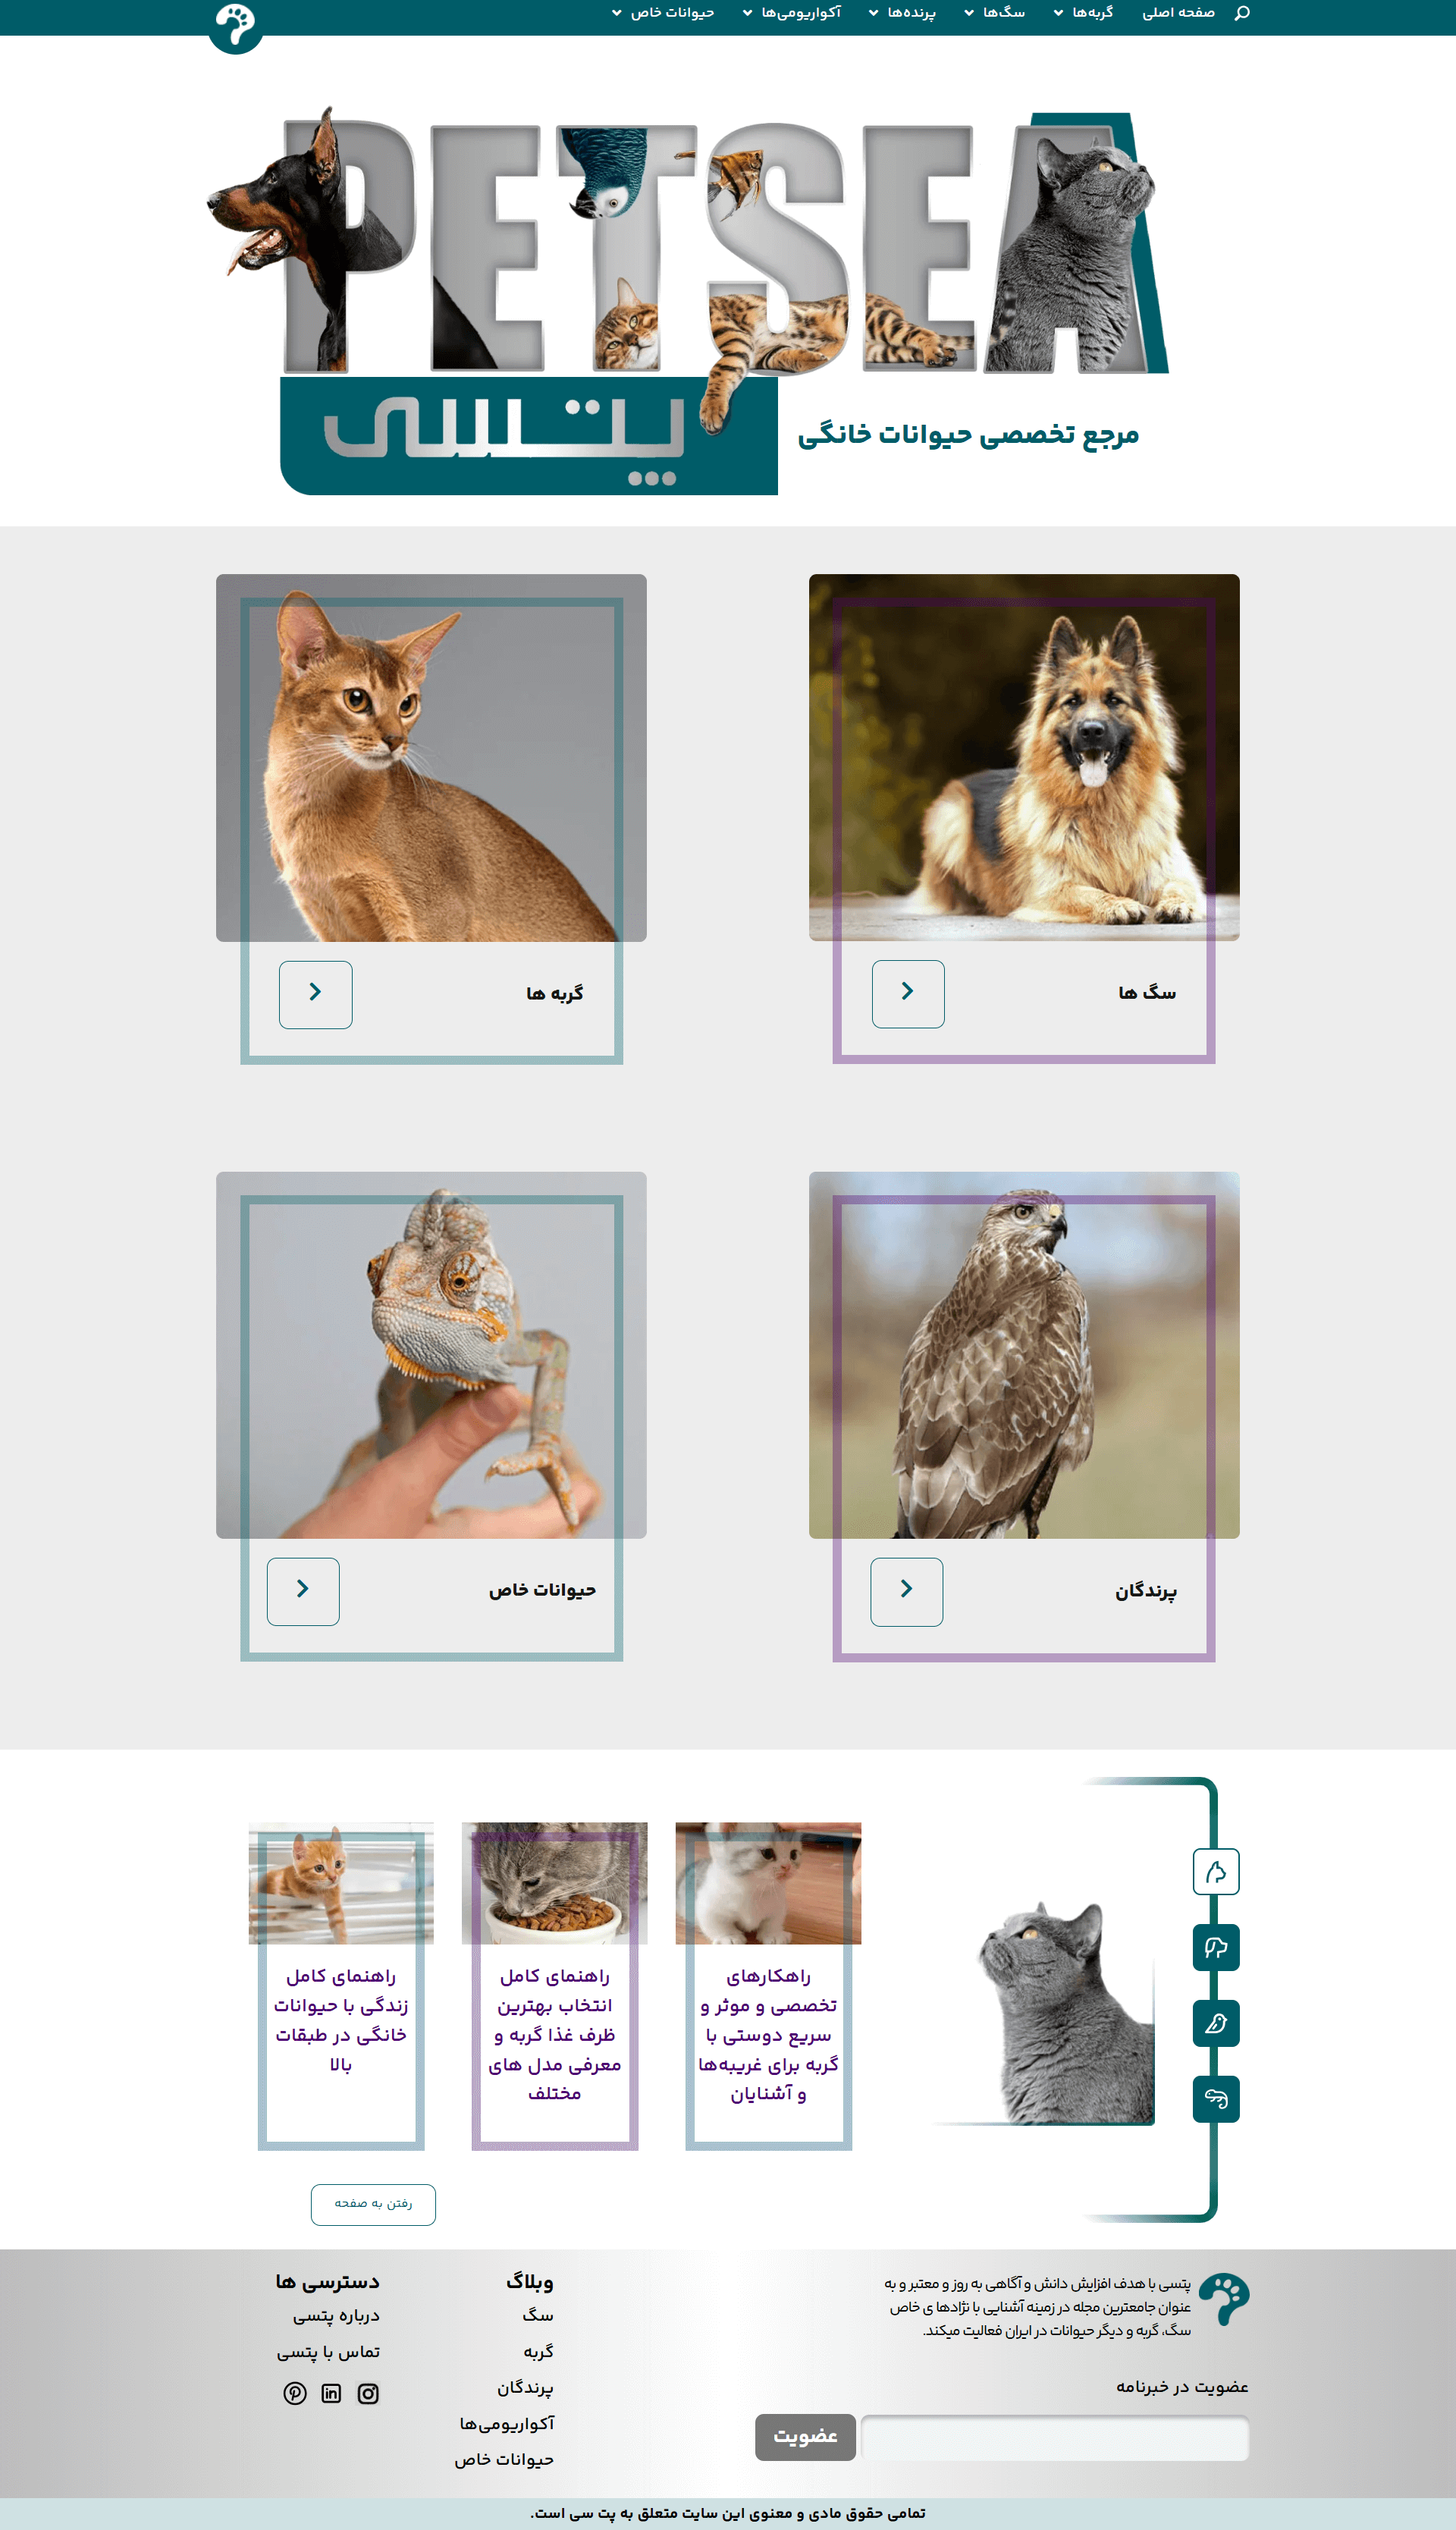 صفحه اصلی
گربه‌ها
سگ‌ها
پرنده‌ها
آکواریومی‌ها
حیوانات خاص
PETSEA
پتسی
مرجع تخصصی حیوانات خانگی
سگ ها
گربه ها
پرندگان
حیوانات خاص
راهکارهای
تخصصی و موثر و
سریع دوستی با
گربه برای غریبه‌ها
و آشنایان
راهنمای کامل
انتخاب بهترین
ظرف غذا گربه و
معرفی مدل های
مختلف
راهنمای کامل
زندگی با حیوانات
خانگی در طبقات
بالا
رفتن به صفحه
پتسی با هدف افزایش دانش و آگاهی به روز و معتبر و به
عنوان جامعترین مجله در زمینه آشنایی با نژادها ی خاص
سگ، گربه و دیگر حیوانات در ایران فعالیت میکند.
عضویت در خبرنامه
عضویت
وبلاگ
سگ
گربه
پرندگان
آکواریومی‌ها
حیوانات خاص
دسترسی ها
درباره پتسی
تماس با پتسی
تمامی حقوق مادی و معنوی این سایت متعلق به پت سی است.